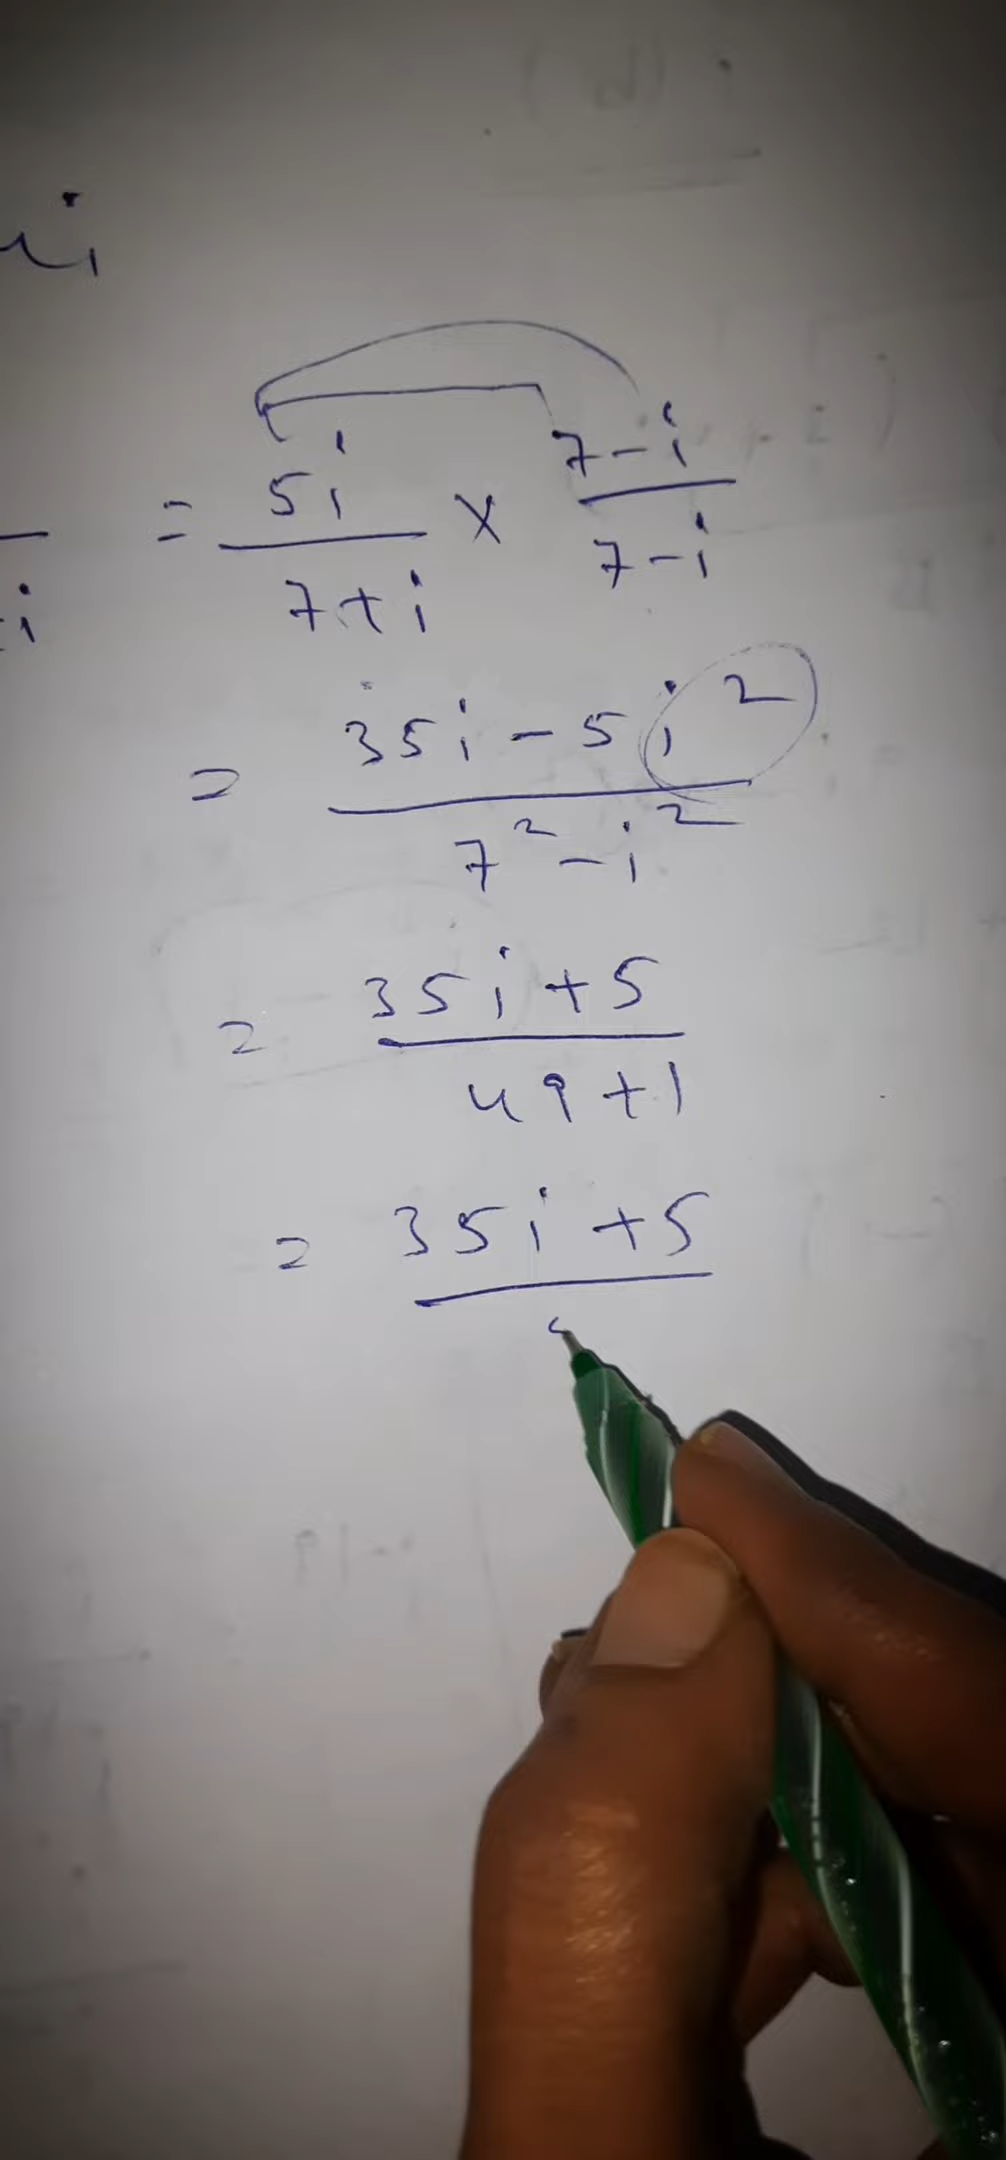 i
= 5i/7+i × 7-i/7-i
i
= 35i - 5i²/7² - i²
= 35i + 5/49 + 1
= 35i + 5